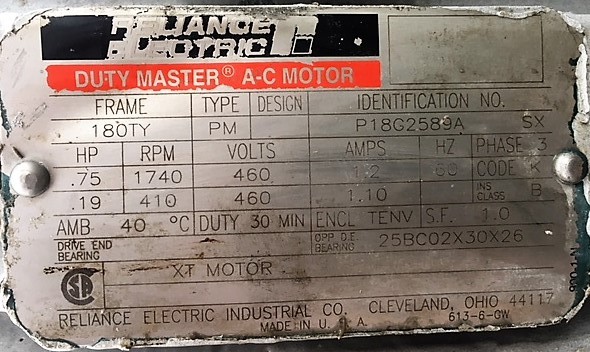 RELIANCE
ELECTRIC
DUTY MASTER® A-C MOTOR
FRAME TYPE DESIGN IDENTIFICATION NO.
180TY PM P18G2589A SX
HP RPM VOLTS AMPS HZ PHASE 3
.75 1740 460 1.2 60 CODE K
.19 410 460 1.10 INS CLASS B
AMB 40 °C DUTY 30 MIN ENCL TENV S.F. 1.0
DRIVE END BEARING OPP D.E. BEARING 25BC02X30X26
XT MOTOR
RELIANCE ELECTRIC INDUSTRIAL CO. CLEVELAND, OHIO 44117
MADE IN U. S. A. 613-6-GW